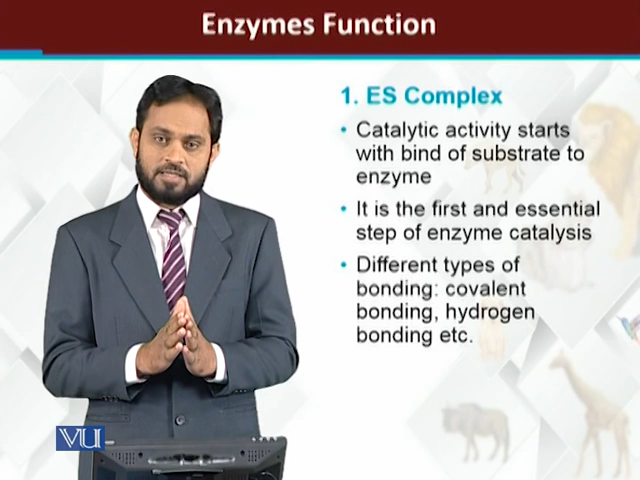 Enzymes Function
1. ES Complex
• Catalytic activity starts
with bind of substrate to
enzyme
• It is the first and essential
step of enzyme catalysis
• Different types of
bonding: covalent
bonding, hydrogen
bonding etc.
VU